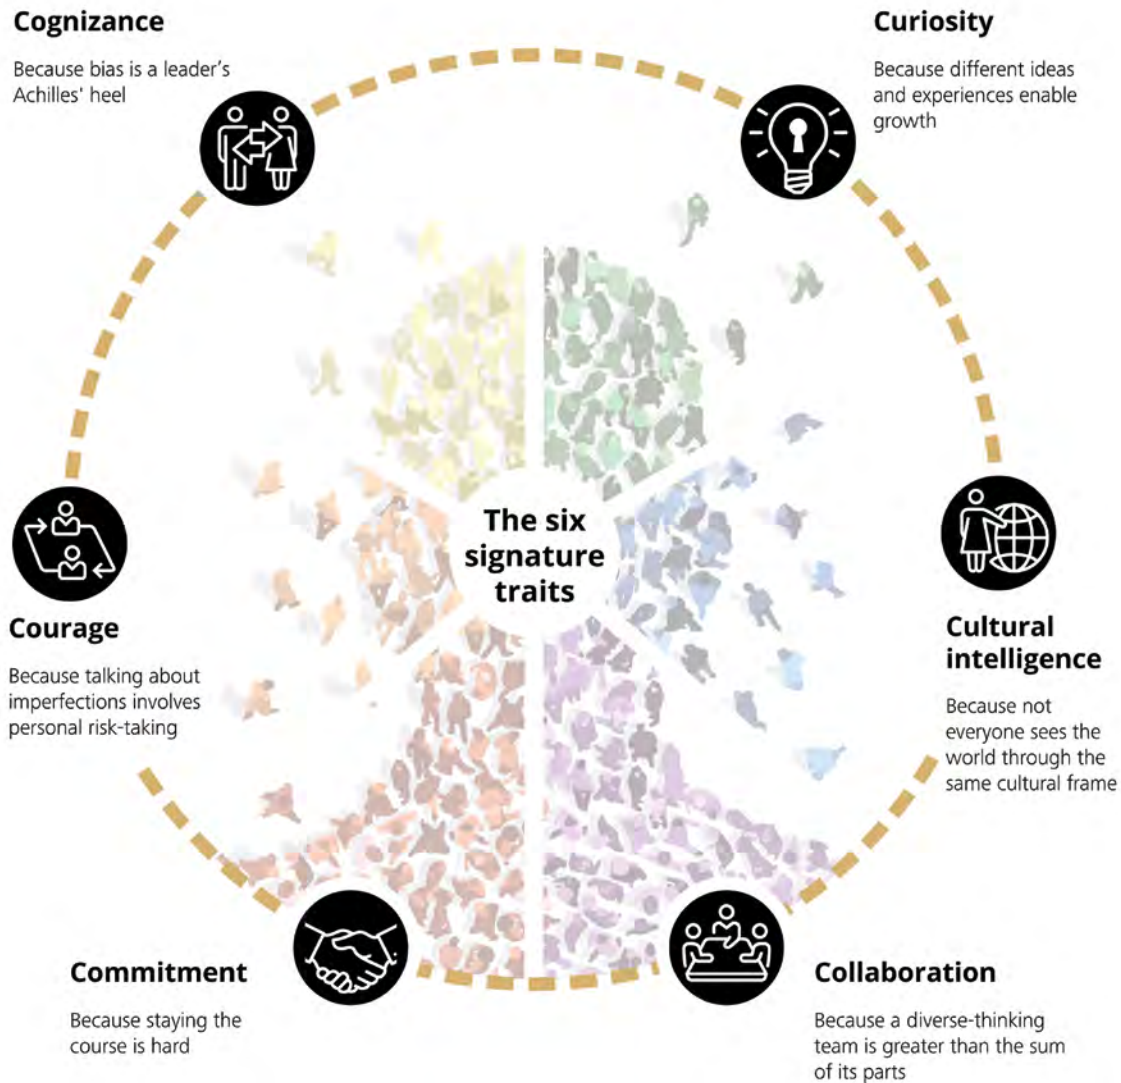 Cognizance
Because bias is a leader's
Achilles' heel
Curiosity
Because different ideas
and experiences enable
growth
The six
signature
traits
Courage
Because talking about
imperfections involves
personal risk-taking
Cultural
intelligence
Because not
everyone sees the
world through the
same cultural frame
Commitment
Because staying the
course is hard
Collaboration
Because a diverse-thinking
team is greater than the sum
of its parts